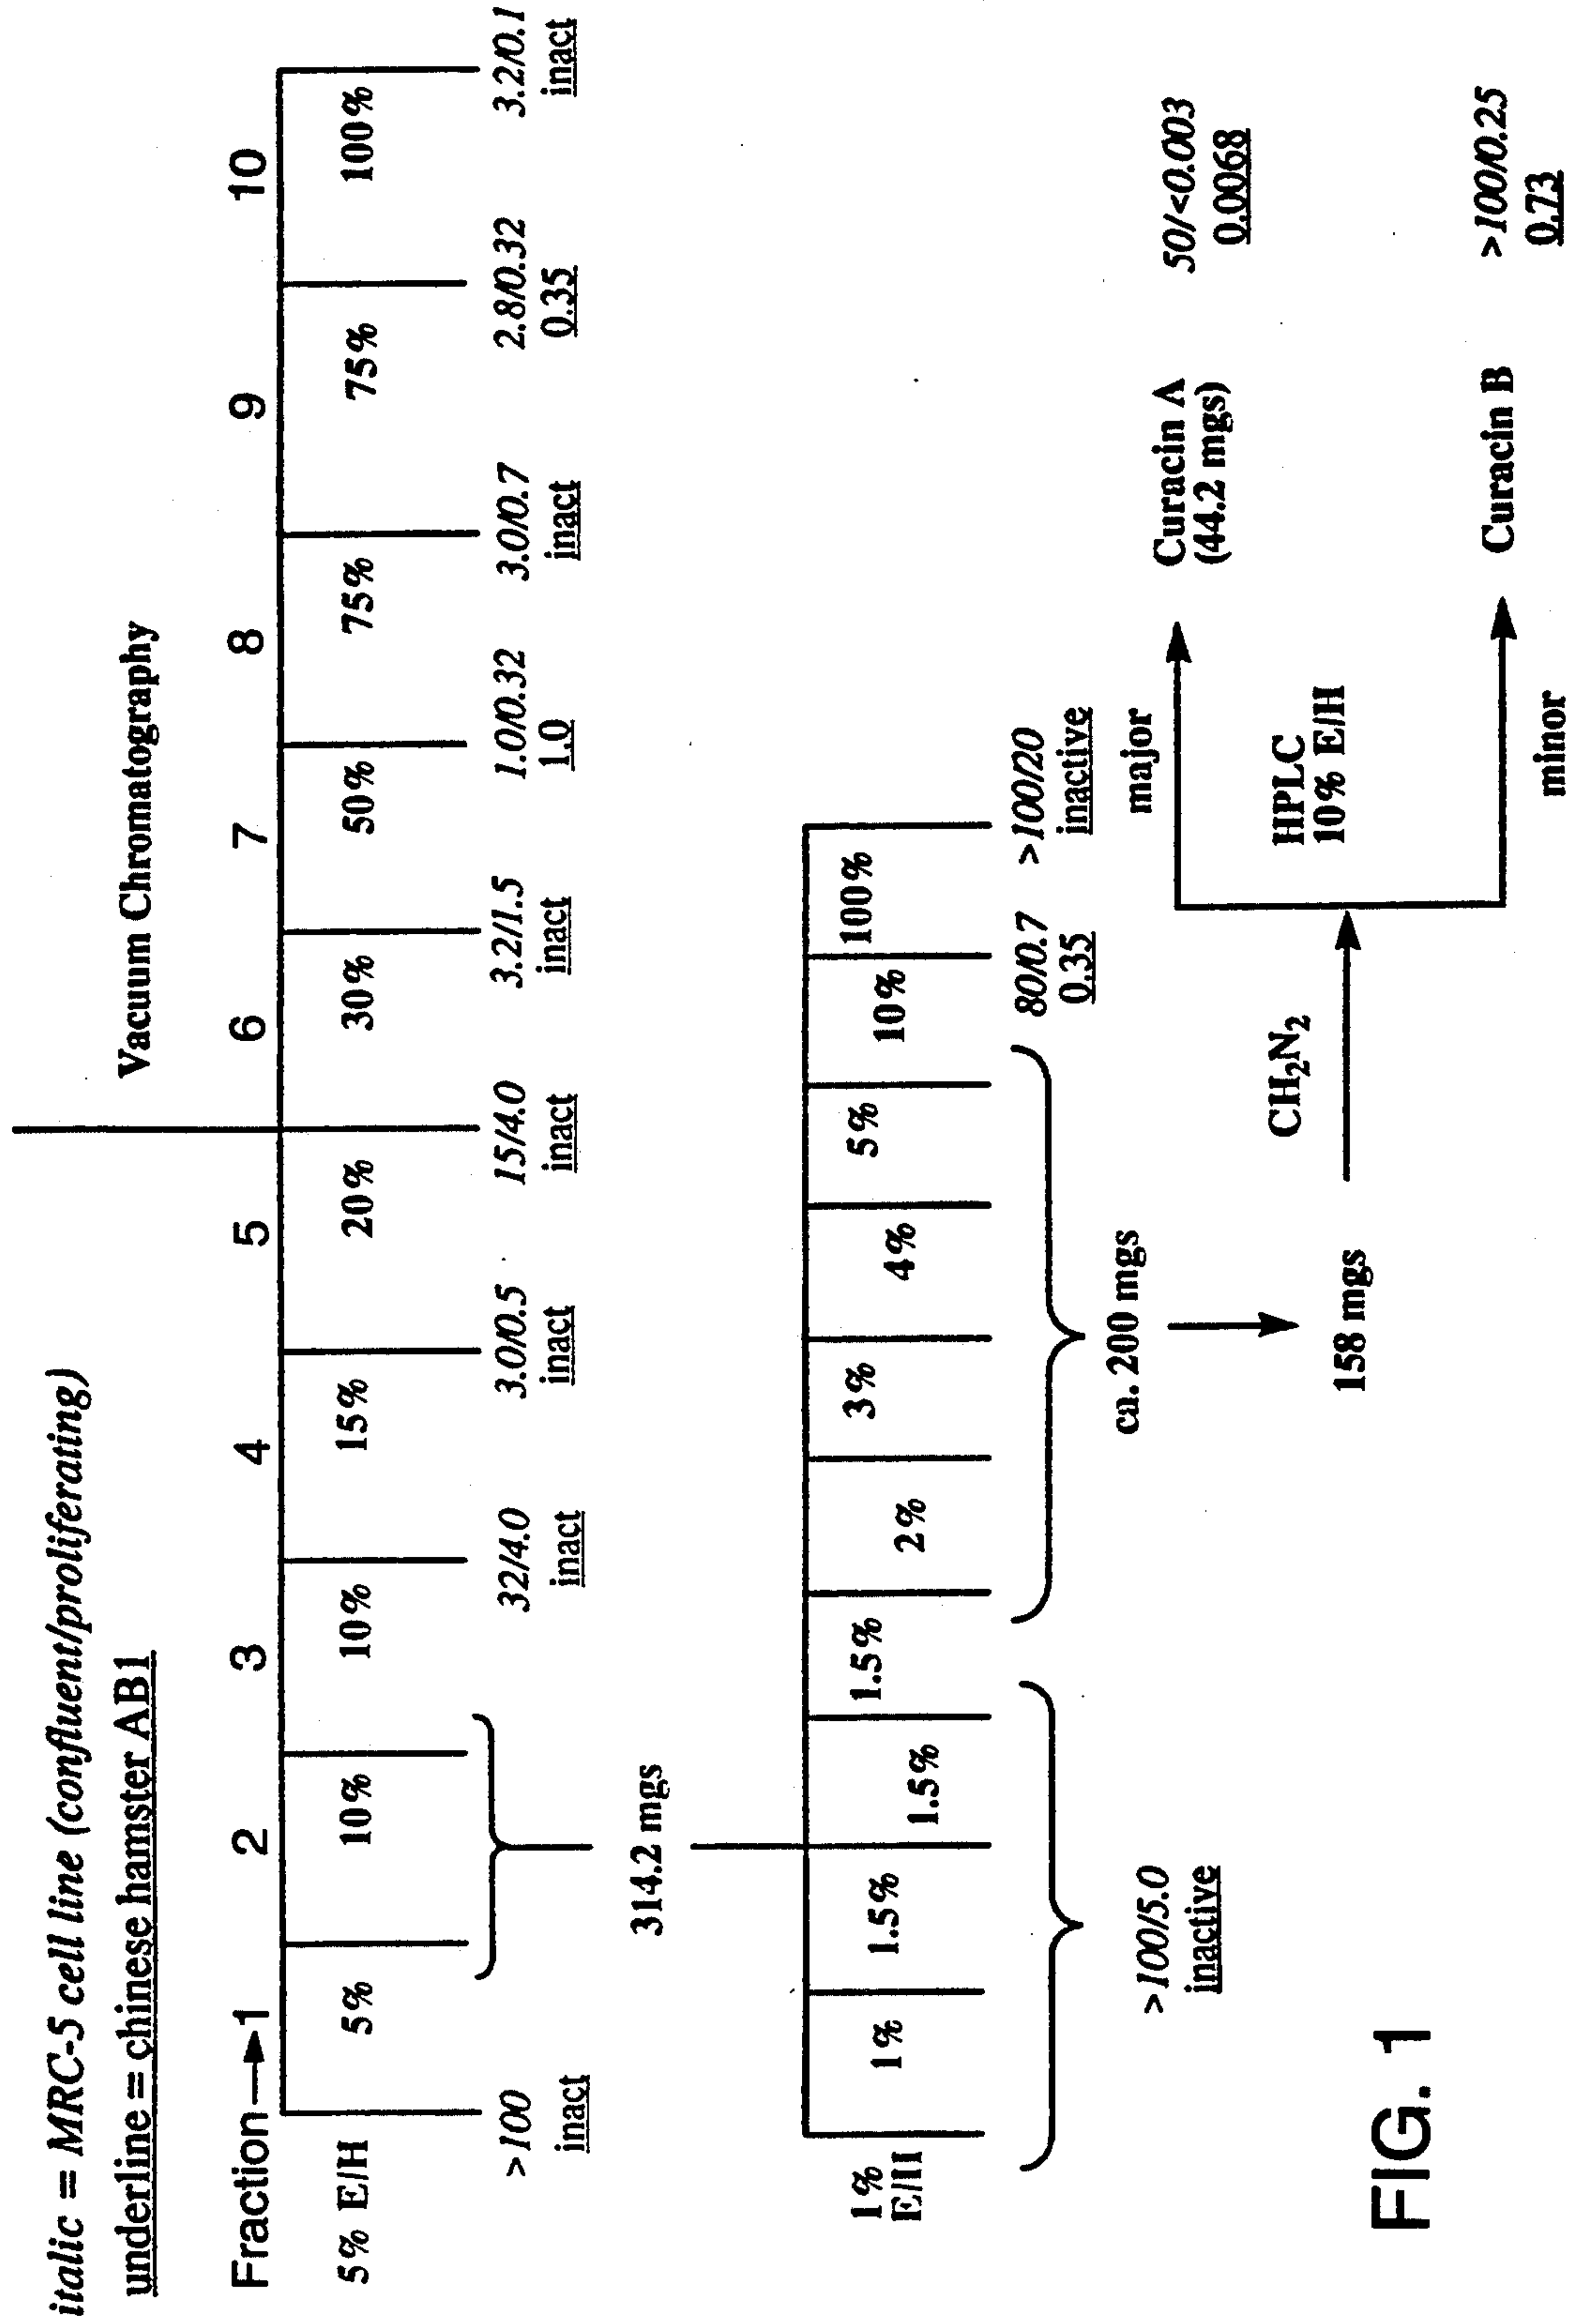 italic = MRC-5 cell line (confluent/proliferating)
underline = chinese hamster AB1
Vacuum Chromatography
Fraction→1 2 3 4 5 6 7 8 9 10
5% E/H 5% 10% 10% 15% 20% 30% 50% 75% 75% 100%
>100 32/4.0 3.0/0.5 15/4.0 3.2/1.5 1.0/0.32 3.0/0.7 2.8/0.32 3.2/0.1
inact inact inact inact inact 1.0 inact 0.35 inact
314.2 mgs
1% 1% 1.5% 1.5% 1.5% 2% 3% 4% 5% 10% 100%
E/II
>100/5.0
inactive
ca. 200 mgs
80/0.7
0.35
>100/20
inactive
158 mgs
CH2N2
HPLC
10% E/H
major
Curacin A
(44.2 mgs)
50/<0.003
0.0068
minor
Curacin B
>100/0.25
0.73
FIG. 1